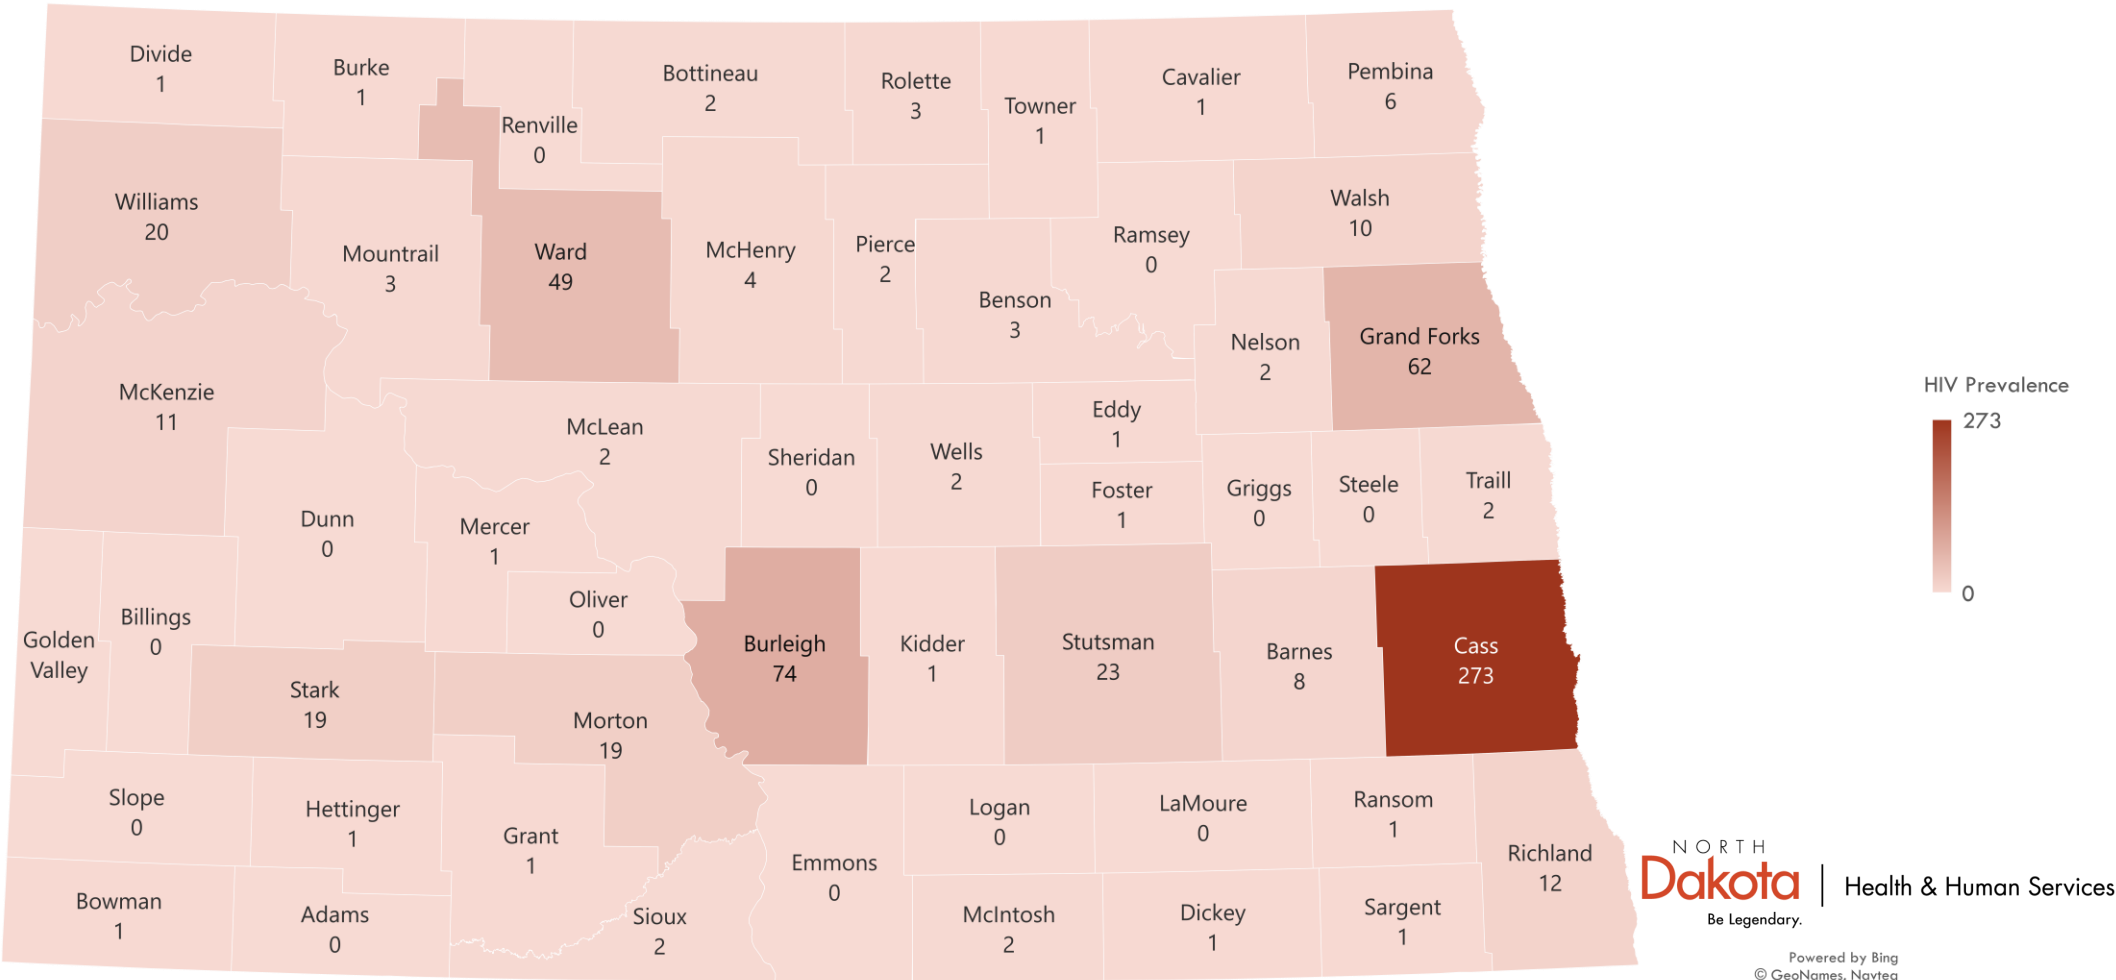 Divide
1
Burke
1
Renville
0
Bottineau
2
Rolette
3
Towner
1
Cavalier
1
Pembina
6
Williams
20
Mountrail
3
Ward
49
McHenry
4
Pierce
2
Benson
3
Ramsey
0
Walsh
10
Nelson
2
Grand Forks
62
McKenzie
11
McLean
2
Sheridan
0
Wells
2
Eddy
1
Foster
1
Griggs
0
Steele
0
Traill
2
Dunn
0
Mercer
1
Oliver
0
Golden
Valley
Billings
0
Stark
19
Morton
19
Burleigh
74
Kidder
1
Stutsman
23
Barnes
8
Cass
273
Slope
0
Hettinger
1
Grant
1
Emmons
0
Logan
0
LaMoure
0
Ransom
1
Richland
12
Bowman
1
Adams
0
Sioux
2
McIntosh
2
Dickey
1
Sargent
1
HIV Prevalence
273
0
NORTH
Dakota
Be Legendary.
Health & Human Services
Powered by Bing
© GeoNames, Navteq